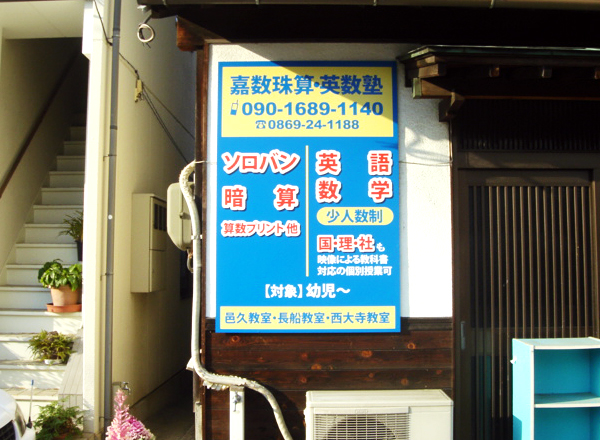 嘉数珠算・英数塾
090-1689-1140
☎0869-24-1188
ソロバン
暗算
算数プリント他
英語
数学
少人数制
国・理・社も
映像による教科書
対応の個別授業可
【対象】幼児～
邑久教室・長船教室・西大寺教室